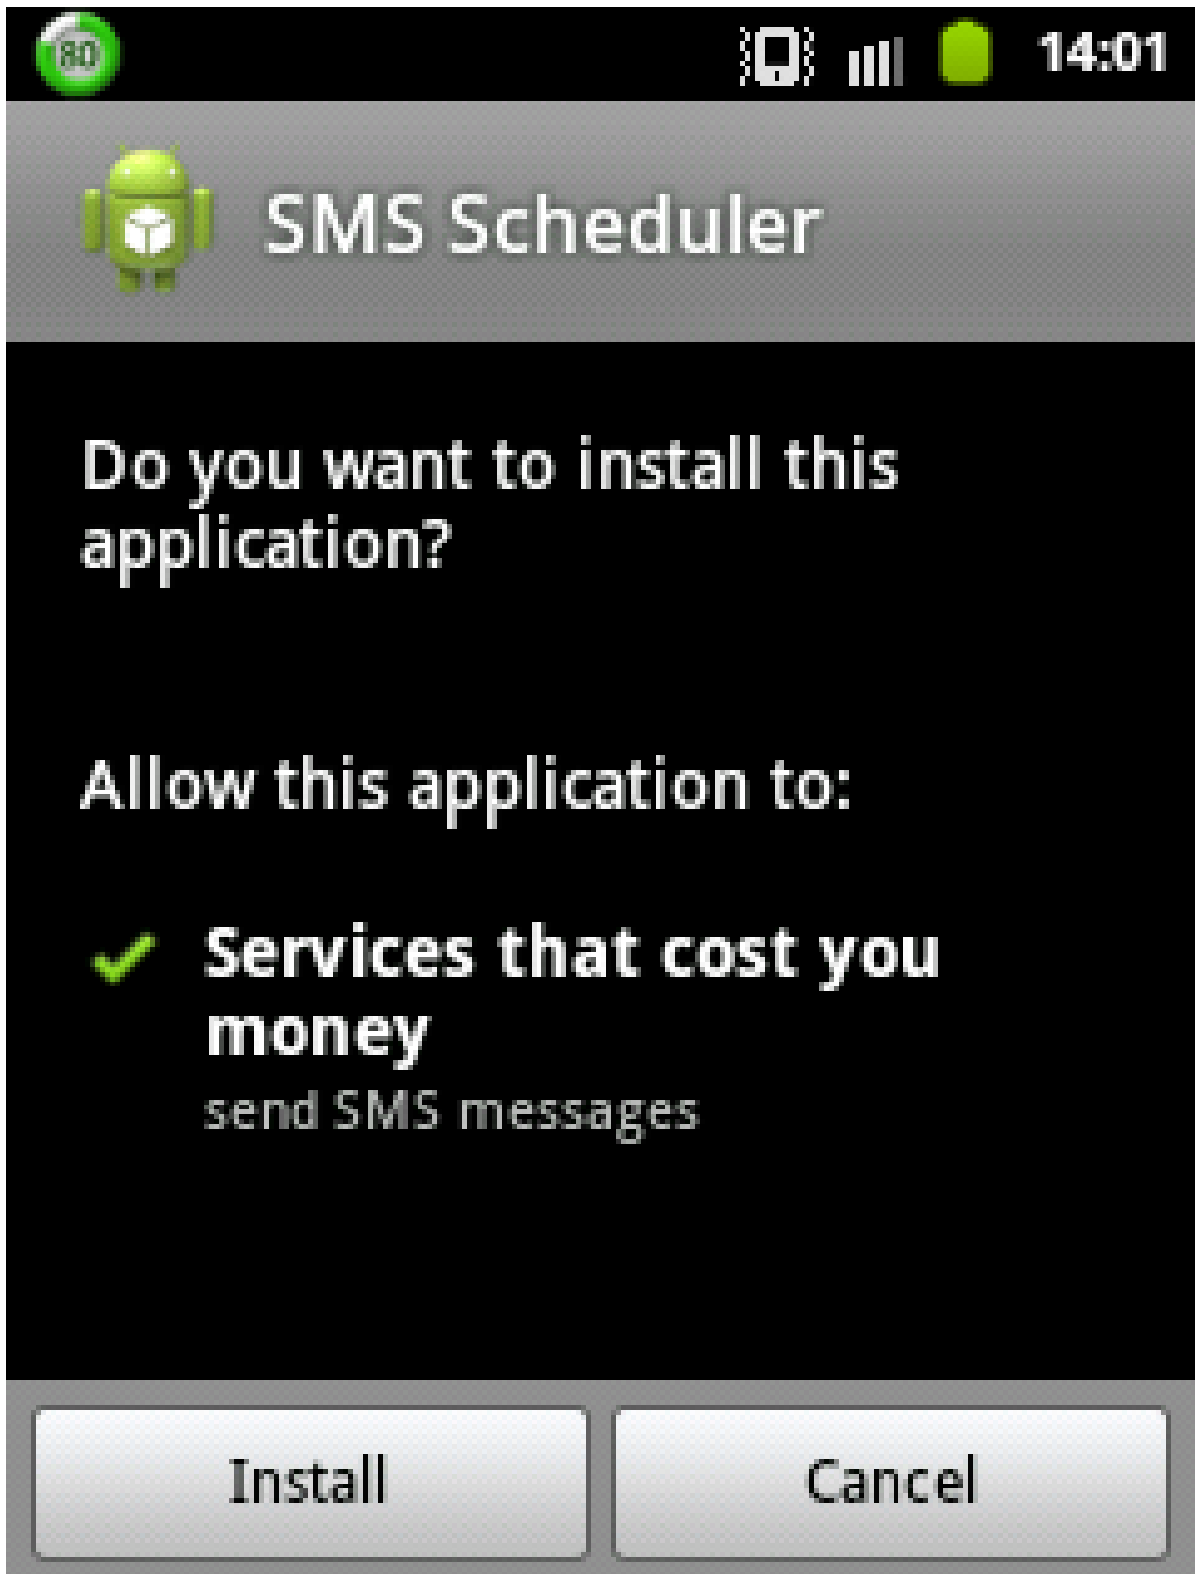 80
14:01
SMS Scheduler
Do you want to install this
application?
Allow this application to:
Services that cost you
money
send SMS messages
Install
Cancel